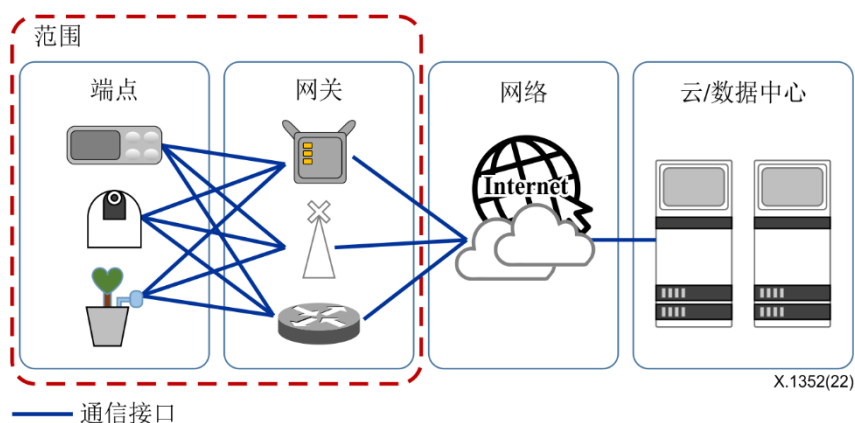 范围
端点
网关
网络
云/数据中心
Internet
X.1352(22)
通信接口